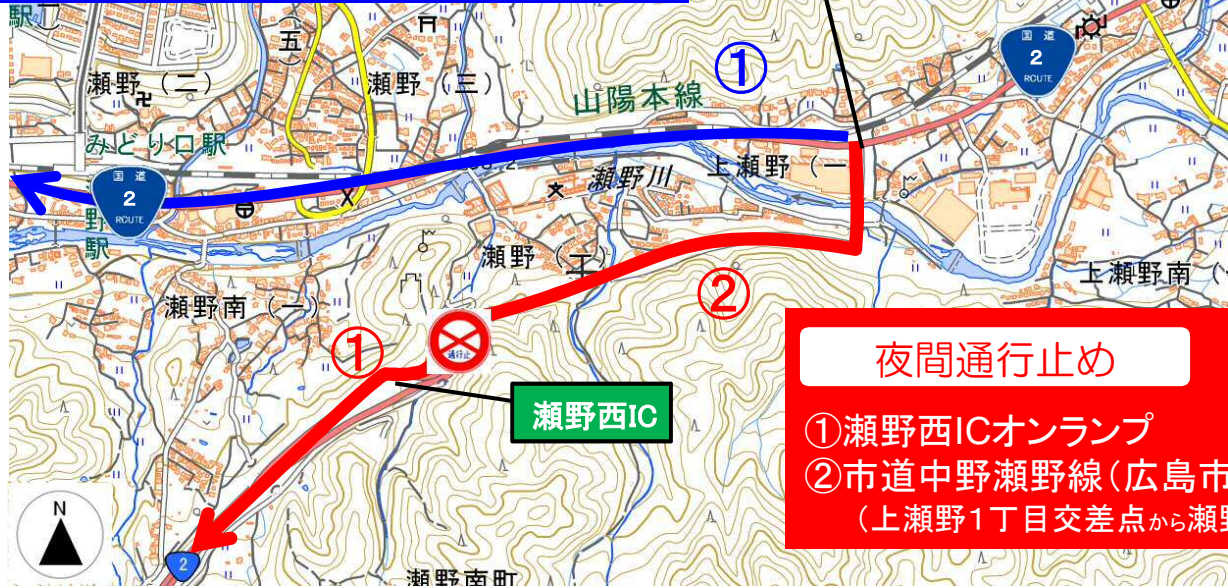 駅
(五)
国道
2
ROUTE
瀬野(二)
瀬野(三)
①
山陽本線
みどり口駅
国道
2
ROUTE
野駅
瀬野川
上瀬野(一
瀬野(二)
②
上瀬野南(
瀬野南(一)
①
通行止
瀬野西IC
夜間通行止め
①瀬野西ICオンランプ
②市道中野瀬野線(広島市
(上瀬野1丁目交差点から瀬野
N
2
瀬野南町